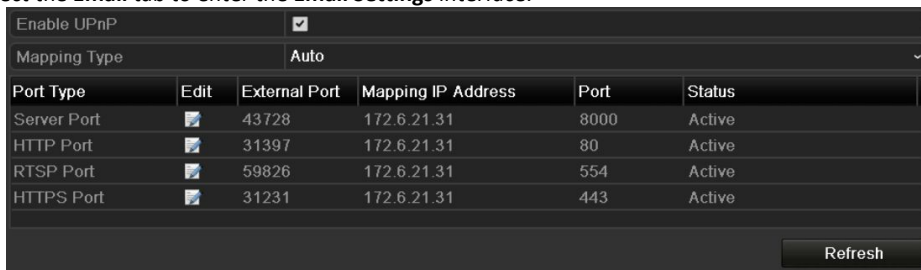 Enable UPnP
Mapping Type Auto
Port Type Edit External Port Mapping IP Address Port Status
Server Port 43728 172.6.21.31 8000 Active
HTTP Port 31397 172.6.21.31 80 Active
RTSP Port 59826 172.6.21.31 554 Active
HTTPS Port 31231 172.6.21.31 443 Active
Refresh